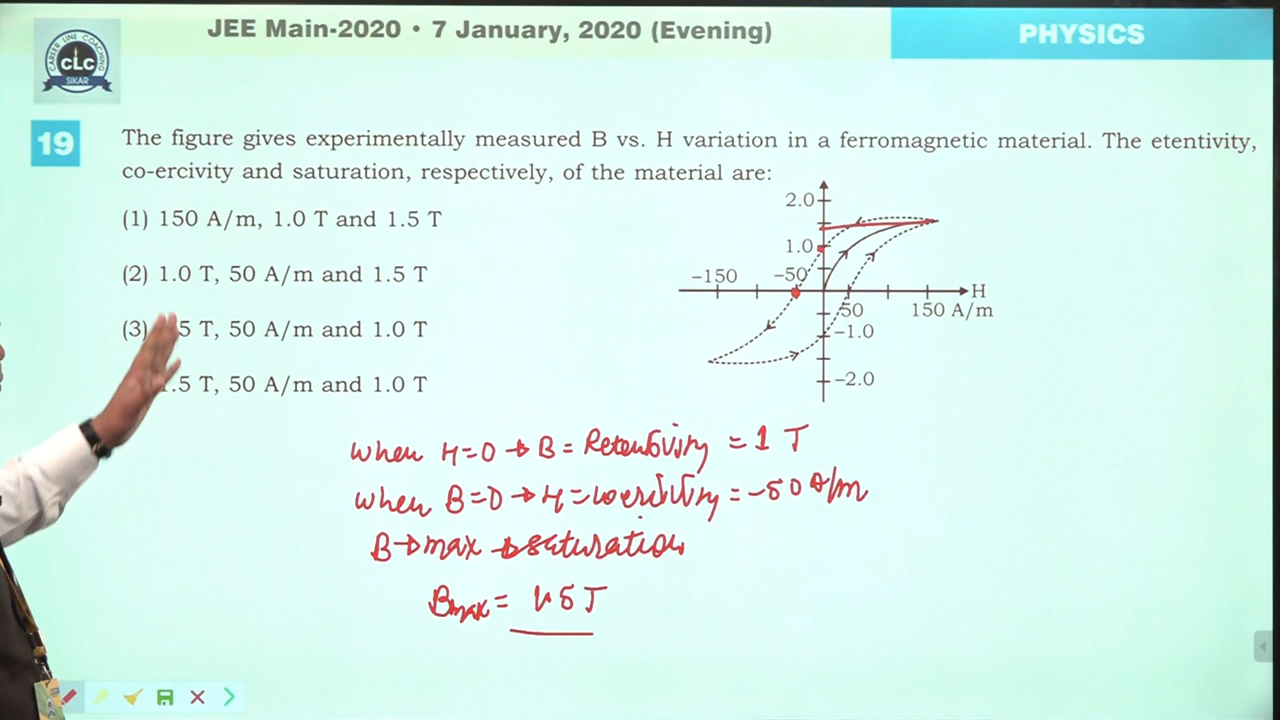 JEE Main-2020 • 7 January, 2020 (Evening)
PHYSICS
CAREER LINE COACHING
CLC
SIKAR
19
The figure gives experimentally measured B vs. H variation in a ferromagnetic material. The etentivity,
co-ercivity and saturation, respectively, of the material are:
(1) 150 A/m, 1.0 T and 1.5 T
(2) 1.0 T, 50 A/m and 1.5 T
(3) 5 T, 50 A/m and 1.0 T
.5 T, 50 A/m and 1.0 T
2.0
1.0
-150
-50
H
50
150 A/m
-1.0
-2.0
when H=0 → B = Retentivity = 1 T
when B=0 → H = coercivity = -50 A/m
B → max → saturation
Bmax = 1.5 T